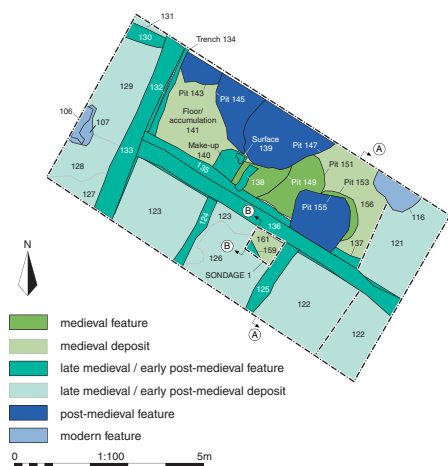 131
130
Trench 134
129
132
Pit 143
Pit 145
106
107
Floor/
accumulation
141
Surface
139
Pit 147
A
133
Make-up
140
Pit 151
128
135
138
Pit 149
Pit 153
127
Pit 155
156
116
123
124
123
B
136
121
B
161
159
137
126
SONDAGE 1
125
122
N
A
122
medieval feature
medieval deposit
late medieval / early post-medieval feature
late medieval / early post-medieval deposit
post-medieval feature
modern feature
0 1:100 5m